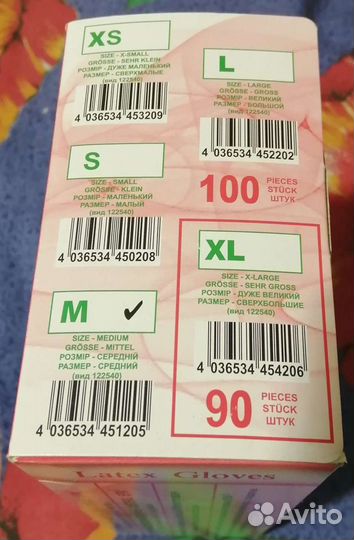 XS
SIZE - X-SMALL
GRÖSSE - SEHR KLEIN
РОЗМІР - ДУЖЕ МАЛЕНЬКИЙ
РАЗМЕР - СВЕРХМАЛЫЕ
(вид 122540)
4 036534 453209
L
SIZE - LARGE
GRÖSSE - GROSS
РОЗМІР - ВЕЛИКИЙ
РАЗМЕР - БОЛЬШОЙ
(вид 122540)
4 036534 452202
S
SIZE - SMALL
GRÖSSE - KLEIN
РОЗМІР - МАЛЕНЬКИЙ
РАЗМЕР - МАЛЫЙ
(вид 122540)
4 036534 450208
100 PIECES
STÜCK
ШТУК
XL
SIZE - X-LARGE
GRÖSSE - SEHR GROSS
РОЗМІР - ДУЖЕ ВЕЛИКИЙ
РАЗМЕР - СВЕРХБОЛЬШИЕ
(вид 122540)
4 036534 454206
90 PIECES
STÜCK
ШТУК
M ✓
SIZE - MEDIUM
GRÖSSE - MITTEL
РОЗМІР - СЕРЕДНІЙ
РАЗМЕР - СРЕДНИЙ
(вид 122540)
4 036534 451205
Latex Gloves
Avito